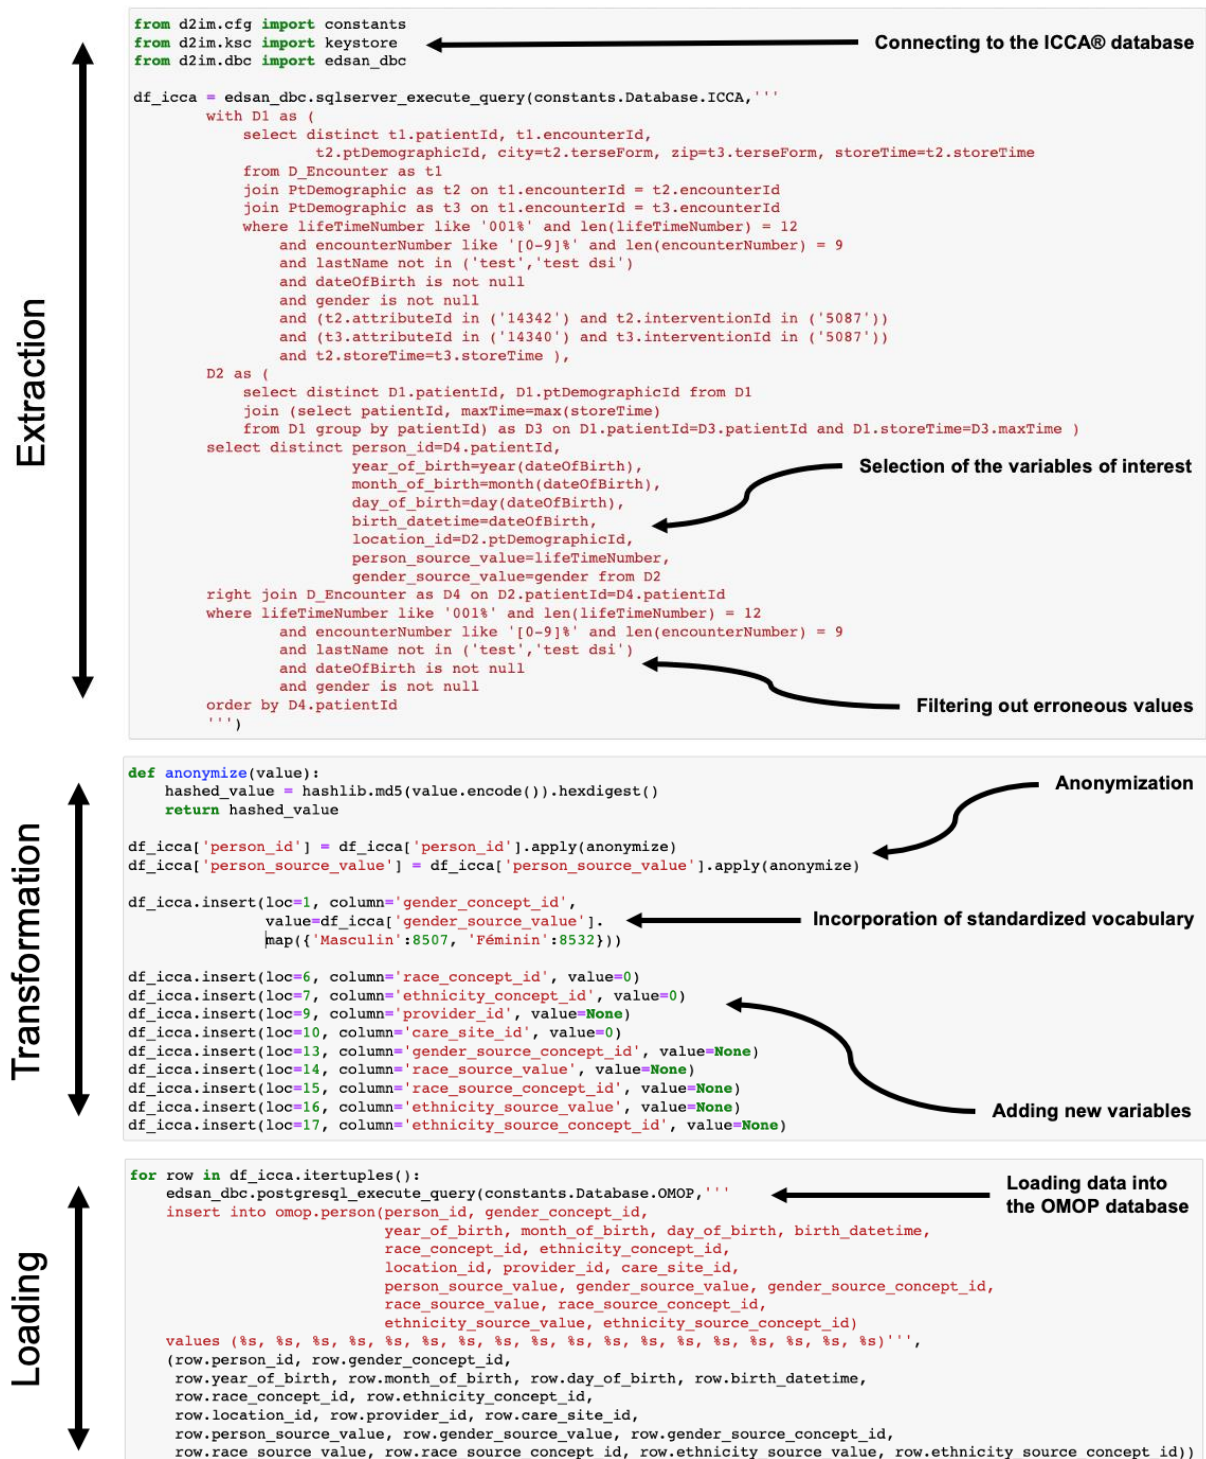 from d2im.cfg import constants
from d2im.ksc import keystore
from d2im.dbc import edsan_dbc
Connecting to the ICCA® database
df_icca = edsan_dbc.sqlserver_execute_query(constants.Database.ICCA,'''
with D1 as (
select distinct t1.patientId, t1.encounterId,
t2.ptDemographicId, city=t2.terseForm, zip=t3.terseForm, storeTime=t2.storeTime
from D_Encounter as t1
join PtDemographic as t2 on t1.encounterId = t2.encounterId
join PtDemographic as t3 on t1.encounterId = t3.encounterId
where lifeTimeNumber like '001%' and len(lifeTimeNumber) = 12
and encounterNumber like '[0-9]%' and len(encounterNumber) = 9
and lastName not in ('test','test dsi')
and dateOfBirth is not null
and gender is not null
and (t2.attributeId in ('14342') and t2.interventionId in ('5087'))
and (t3.attributeId in ('14340') and t3.interventionId in ('5087'))
and t2.storeTime=t3.storeTime ),
D2 as (
select distinct D1.patientId, D1.ptDemographicId from D1
join (select patientId, maxTime=max(storeTime)
from D1 group by patientId) as D3 on D1.patientId=D3.patientId and D1.storeTime=D3.maxTime )
select distinct person_id=D4.patientId,
year_of_birth=year(dateOfBirth),
month_of_birth=month(dateOfBirth),
day_of_birth=day(dateOfBirth),
birth_datetime=dateOfBirth,
location_id=D2.ptDemographicId,
person_source_value=lifeTimeNumber,
gender_source_value=gender from D2
right join D_Encounter as D4 on D2.patientId=D4.patientId
where lifeTimeNumber like '001%' and len(lifeTimeNumber) = 12
and encounterNumber like '[0-9]%' and len(encounterNumber) = 9
and lastName not in ('test','test dsi')
and dateOfBirth is not null
and gender is not null
order by D4.patientId
''')
Extraction
Selection of the variables of interest
Filtering out erroneous values
def anonymize(value):
hashed_value = hashlib.md5(value.encode()).hexdigest()
return hashed_value
Anonymization
df_icca['person_id'] = df_icca['person_id'].apply(anonymize)
df_icca['person_source_value'] = df_icca['person_source_value'].apply(anonymize)
df_icca.insert(loc=1, column='gender_concept_id',
value=df_icca['gender_source_value'].
map({'Masculin':8507, 'Féminin':8532}))
Incorporation of standardized vocabulary
df_icca.insert(loc=6, column='race_concept_id', value=0)
df_icca.insert(loc=7, column='ethnicity_concept_id', value=0)
df_icca.insert(loc=9, column='provider_id', value=None)
df_icca.insert(loc=10, column='care_site_id', value=0)
df_icca.insert(loc=13, column='gender_source_concept_id', value=None)
df_icca.insert(loc=14, column='race_source_value', value=None)
df_icca.insert(loc=15, column='race_source_concept_id', value=None)
df_icca.insert(loc=16, column='ethnicity_source_value', value=None)
df_icca.insert(loc=17, column='ethnicity_source_concept_id', value=None)
Transformation
Adding new variables
for row in df_icca.itertuples():
edsan_dbc.postgresql_execute_query(constants.Database.OMOP,'''
Loading data into
the OMOP database
insert into omop.person(person_id, gender_concept_id,
year_of_birth, month_of_birth, day_of_birth, birth_datetime,
race_concept_id, ethnicity_concept_id,
location_id, provider_id, care_site_id,
person_source_value, gender_source_value, gender_source_concept_id,
race_source_value, race_source_concept_id,
ethnicity_source_value, ethnicity_source_concept_id)
values (%s, %s, %s, %s, %s, %s, %s, %s, %s, %s, %s, %s, %s, %s, %s, %s, %s, %s)''',
(row.person_id, row.gender_concept_id,
row.year_of_birth, row.month_of_birth, row.day_of_birth, row.birth_datetime,
row.race_concept_id, row.ethnicity_concept_id,
row.location_id, row.provider_id, row.care_site_id,
row.person_source_value, row.gender_source_value, row.gender_source_concept_id,
row.race_source_value, row.race_source_concept_id, row.ethnicity_source_value, row.ethnicity_source_concept_id))
Loading